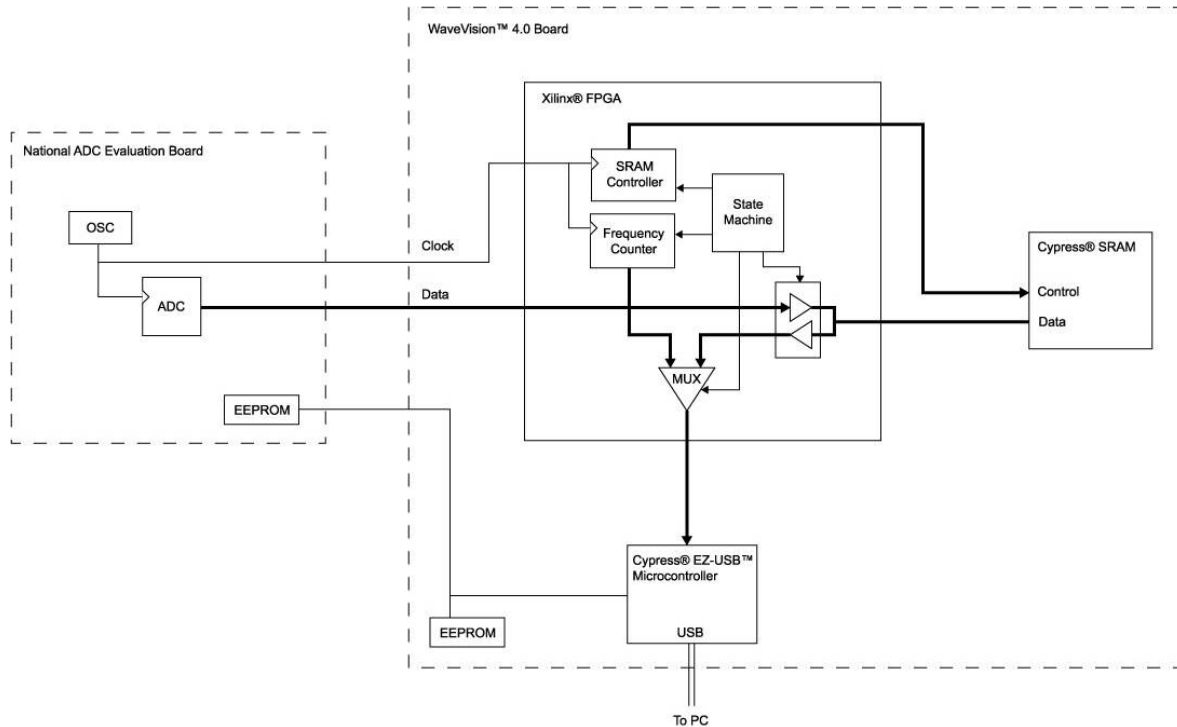 WaveVision™ 4.0 Board
Xilinx® FPGA
National ADC Evaluation Board
SRAM
Controller
State
Machine
OSC
Frequency
Counter
Clock
Cypress® SRAM
Control
ADC
Data
Data
MUX
EEPROM
Cypress® EZ-USB™
Microcontroller
EEPROM
USB
To PC